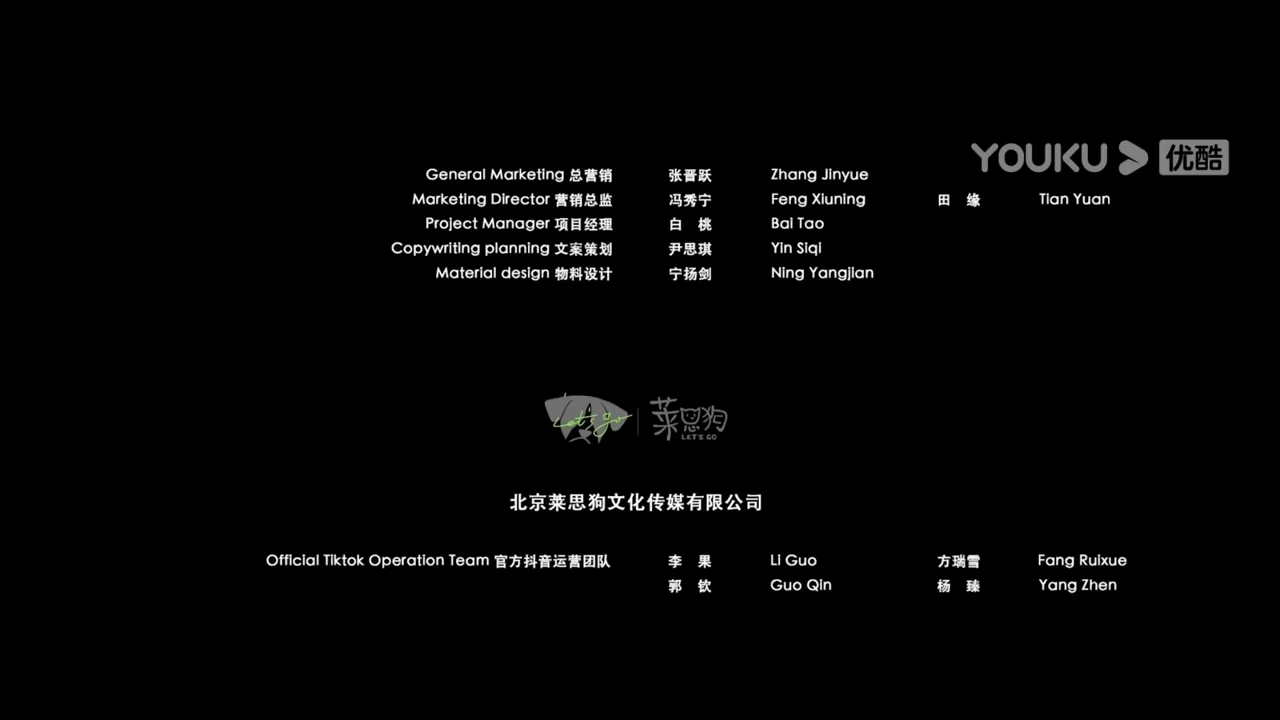 YOUKU 优酷
General Marketing 总营销 张晋跃 Zhang Jinyue
Marketing Director 营销总监 冯秀宁 Feng Xiuning 田 缘 Tian Yuan
Project Manager 项目经理 白 桃 Bai Tao
Copywriting planning 文案策划 尹思琪 Yin Siqi
Material design 物料设计 宁扬剑 Ning Yangjian
Let's go 莱思狗
LET'S GO
北京莱思狗文化传媒有限公司
Official Tiktok Operation Team 官方抖音运营团队 李 果 Li Guo 方瑞雪 Fang Ruixue
郭 钦 Guo Qin 杨 臻 Yang Zhen